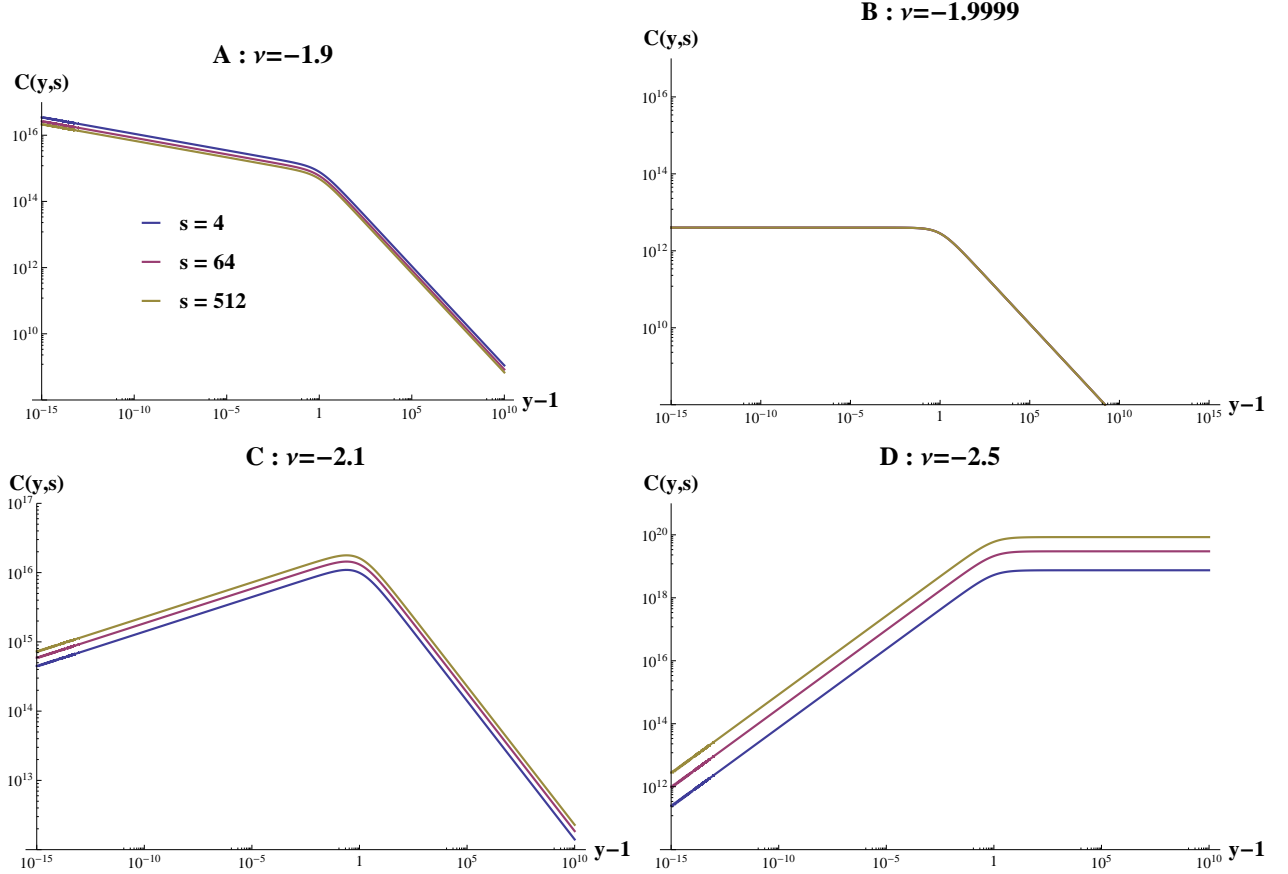 A : ν=−1.9
C(y,s)
10^16
10^14
10^12
10^10
s = 4
s = 64
s = 512
10^−15
10^−10
10^−5
1
10^5
10^10
y−1
B : ν=−1.9999
C(y,s)
10^16
10^14
10^12
10^10
10^−15
10^−10
10^−5
1
10^5
10^10
10^15
y−1
C : ν=−2.1
C(y,s)
10^17
10^16
10^15
10^14
10^13
10^−15
10^−10
10^−5
1
10^5
10^10
y−1
D : ν=−2.5
C(y,s)
10^20
10^18
10^16
10^14
10^12
10^−15
10^−10
10^−5
1
10^5
10^10
y−1